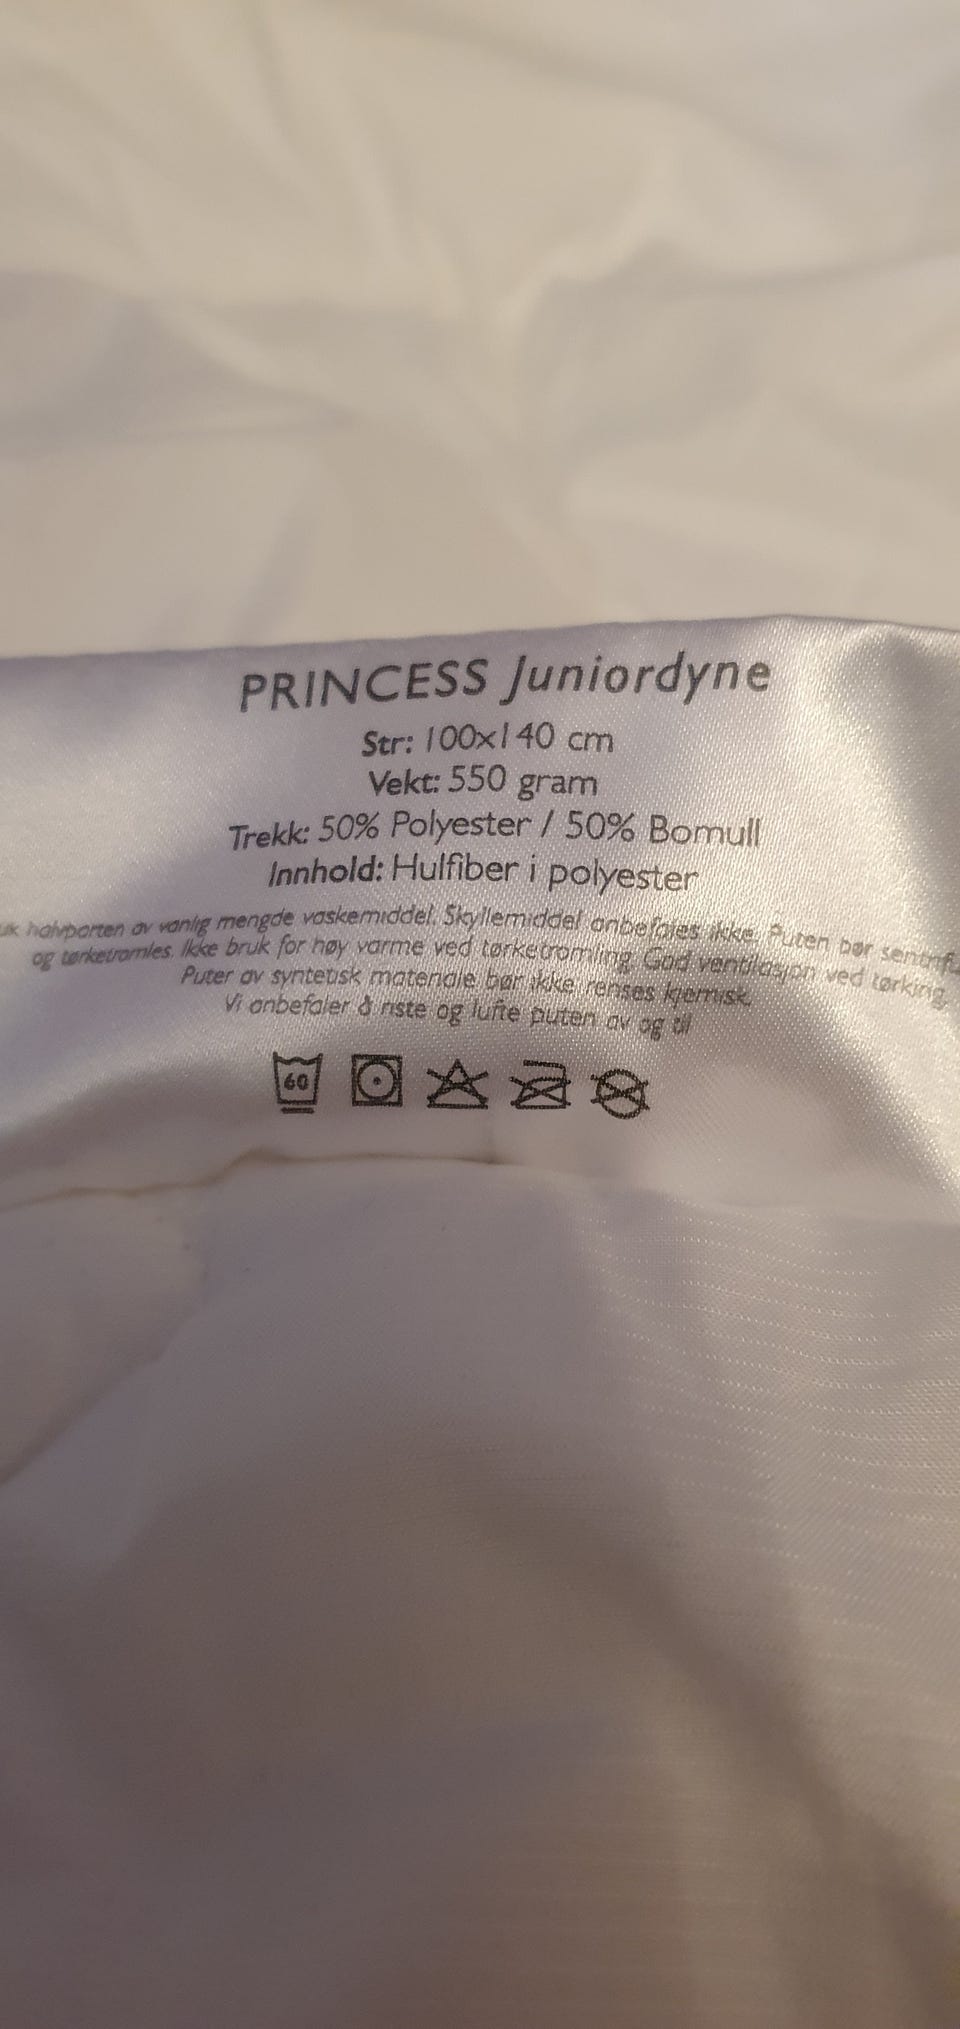 PRINCESS Juniordyne
Str: 100x140 cm
Vekt: 550 gram
Trekk: 50% Polyester / 50% Bomull
Innhold: Hulfiber i polyester
halvparten av vanlig mengde vaskemiddel. Skyllemiddel anbefales ikke. Puten bør
og tørketromles. Ikke bruk for høy varme ved tørketromling. God ventilasjon ved tørking.
Puter av syntetisk materiale bør ikke renses kjemisk.
Vi anbefaler å riste og lufte puten av og til
60